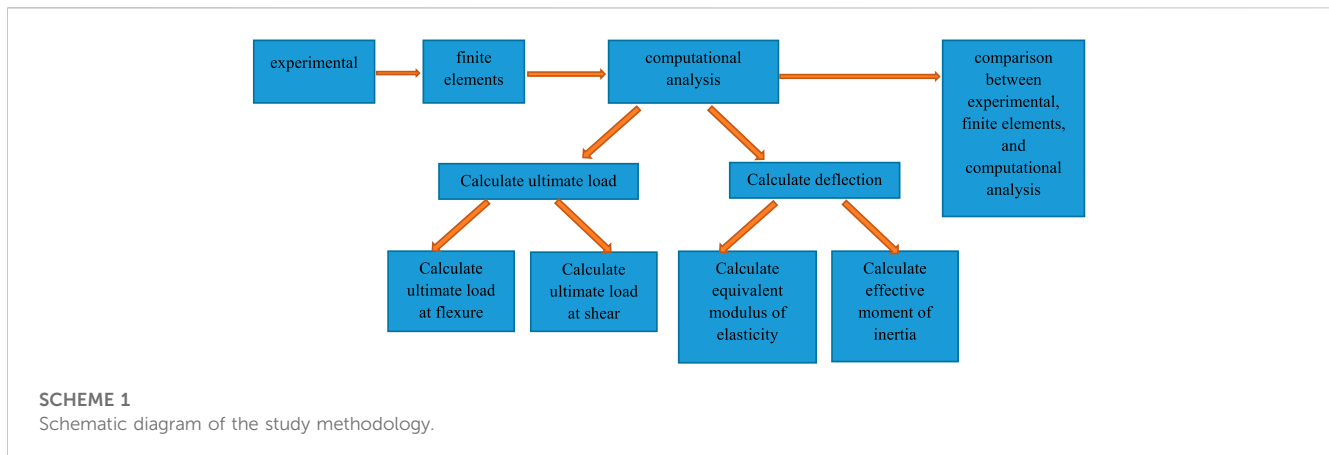 experimental
finite
elements
computational
analysis
comparison
between
experimental,
finite elements,
and
computational
analysis
Calculate ultimate load
Calculate deflection
Calculate
ultimate load
at flexure
Calculate
ultimate load
at shear
Calculate
equivalent
modulus of
elasticity
Calculate
effective
moment of
inertia
SCHEME 1
Schematic diagram of the study methodology.